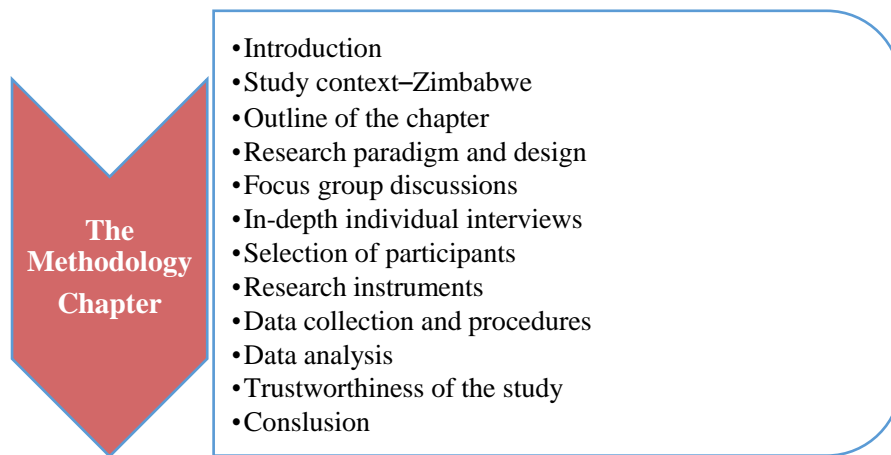 The
Methodology
Chapter
•Introduction
•Study context–Zimbabwe
•Outline of the chapter
•Research paradigm and design
•Focus group discussions
•In-depth individual interviews
•Selection of participants
•Research instruments
•Data collection and procedures
•Data analysis
•Trustworthiness of the study
•Conslusion